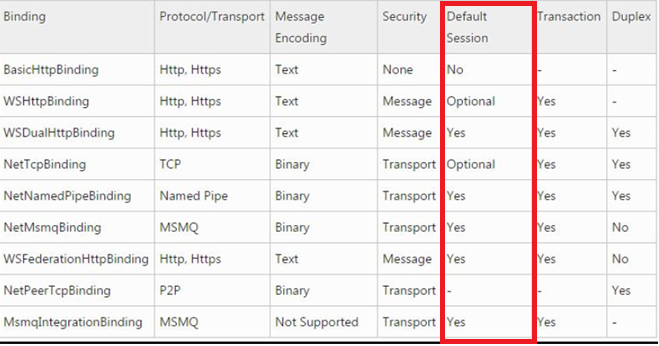 Binding Protocol/Transport Message Encoding Security Default Session Transaction Duplex
BasicHttpBinding Http, Https Text None No - -
WSHttpBinding Http, Https Text Message Optional Yes -
WSDualHttpBinding Http, Https Text Message Yes Yes Yes
NetTcpBinding TCP Binary Transport Optional Yes Yes
NetNamedPipeBinding Named Pipe Binary Transport Yes Yes Yes
NetMsmqBinding MSMQ Binary Transport Yes Yes No
WSFederationHttpBinding Http, Https Text Message Yes Yes No
NetPeerTcpBinding P2P Binary Transport - - Yes
MsmqIntegrationBinding MSMQ Not Supported Transport Yes Yes -